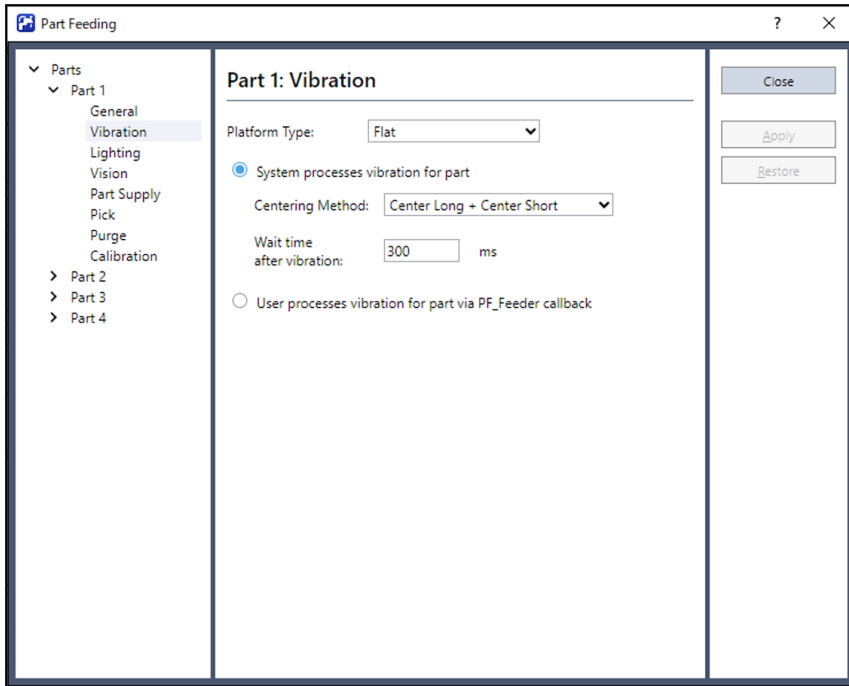 Part Feeding
?
Parts
Part 1
General
Vibration
Lighting
Vision
Part Supply
Pick
Purge
Calibration
Part 2
Part 3
Part 4
Part 1: Vibration
Platform Type: Flat
System processes vibration for part
Centering Method: Center Long + Center Short
Wait time
after vibration: 300 ms
User processes vibration for part via PF_Feeder callback
Close
Apply
Restore